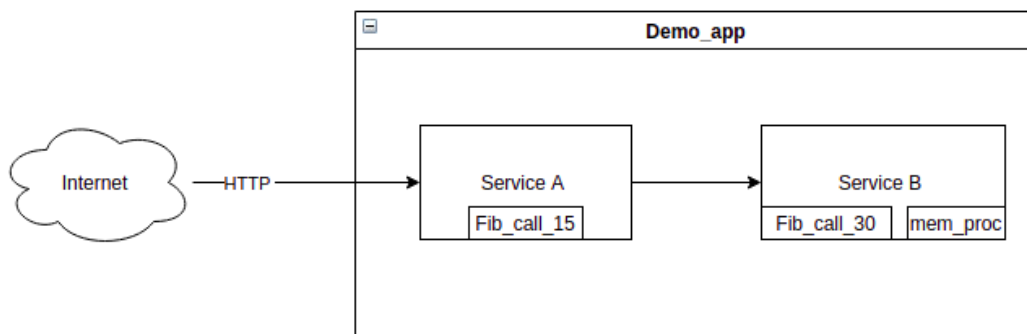 Demo_app
Internet
HTTP
Service A
Service B
Fib_call_15
Fib_call_30
mem_proc